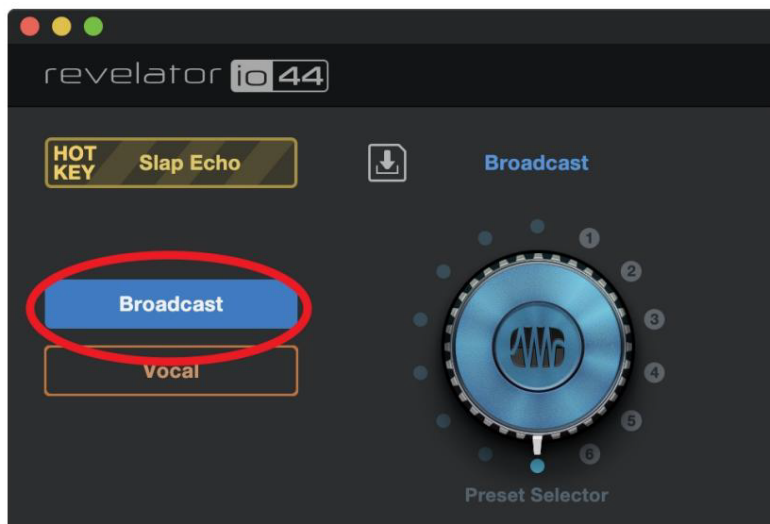 revelator io 44
HOT KEY Slap Echo
Broadcast
1
2
3
4
5
6
Broadcast
Vocal
Preset Selector